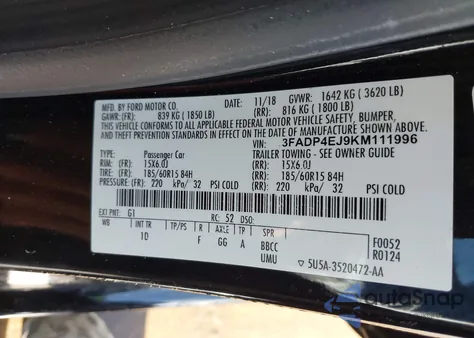 MFD. BY FORD MOTOR CO.
DATE: 11/18 GVWR: 1642 KG ( 3620 LB)
GAWR:(FR): 839 KG ( 1850 LB) (RR): 816 KG ( 1800 LB)
THIS VEHICLE CONFORMS TO ALL APPLICABLE FEDERAL MOTOR VEHICLE SAFETY, BUMPER,
AND THEFT PREVENTION STANDARDS IN EFFECT ON THE DATE OF MANUFACTURE SHOWN ABOVE.
VIN: 3FADP4EJ9KM111996
Passenger Car TRAILER TOWING - SEE OWNER GUIDE
RIM: (FR): 15X6.0J (RR): 15X6.0J
TIRE: (FR): 185/60R15 84H (RR): 185/60R15 84H
PRESSURE: (FR): 220 kPa/ 32 PSI COLD (RR): 220 kPa/ 32 PSI COLD
EXT PNT: G1 RC: 52 DSO:
WB INT TR TP/PS R AXLE TP SPR F0052
1D F GG A BBCC R0124
UMU ▽ 5U5A-3520472-AA
autoSnap